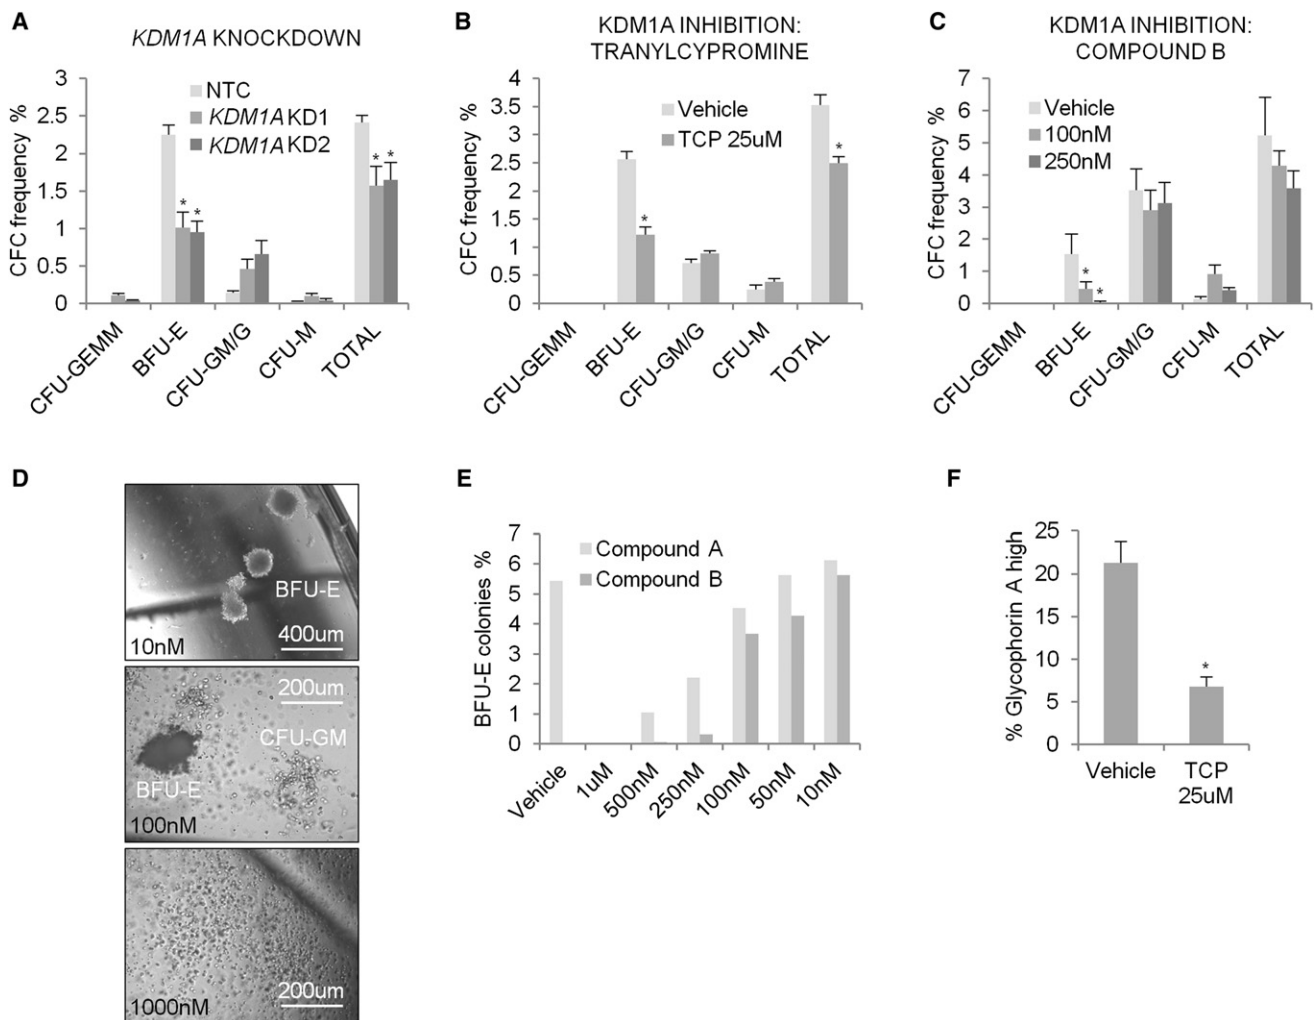 A
KDM1A KNOCKDOWN
CFC frequency %
3
2.5
2
1.5
1
0.5
0
NTC
KDM1A KD1
KDM1A KD2
* * * *
CFU-GEMM
BFU-E
CFU-GM/G
CFU-M
TOTAL
B
KDM1A INHIBITION:
TRANYLCYPROMINE
CFC frequency %
4
3.5
3
2.5
2
1.5
1
0.5
0
Vehicle
TCP 25uM
* *
CFU-GEMM
BFU-E
CFU-GM/G
CFU-M
TOTAL
C
KDM1A INHIBITION:
COMPOUND B
CFC frequency %
7
6
5
4
3
2
1
0
Vehicle
100nM
250nM
* *
CFU-GEMM
BFU-E
CFU-GM/G
CFU-M
TOTAL
D
BFU-E
400um
10nM
200um
CFU-GM
BFU-E
100nM
200um
1000nM
E
BFU-E colonies %
7
6
5
4
3
2
1
0
Compound A
Compound B
Vehicle
1uM
500nM
250nM
100nM
50nM
10nM
F
% Glycophorin A high
25
20
15
10
5
0
*
Vehicle
TCP
25uM